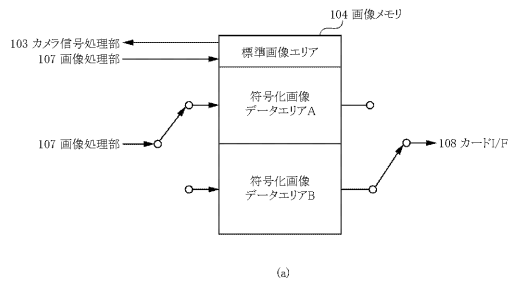 104 画像メモリ
103 カメラ信号処理部
標準画像エリア
107 画像処理部
符号化画像
データエリアA
107 画像処理部
108 カードI/F
符号化画像
データエリアB
(a)